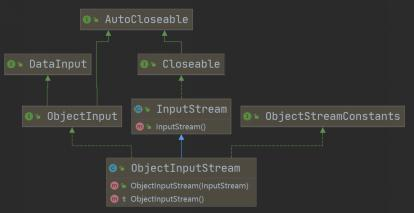 AutoCloseable
DataInput
Closeable
ObjectInput
InputStream
InputStream()
ObjectStreamConstants
ObjectInputStream
ObjectInputStream(InputStream)
ObjectInputStream()